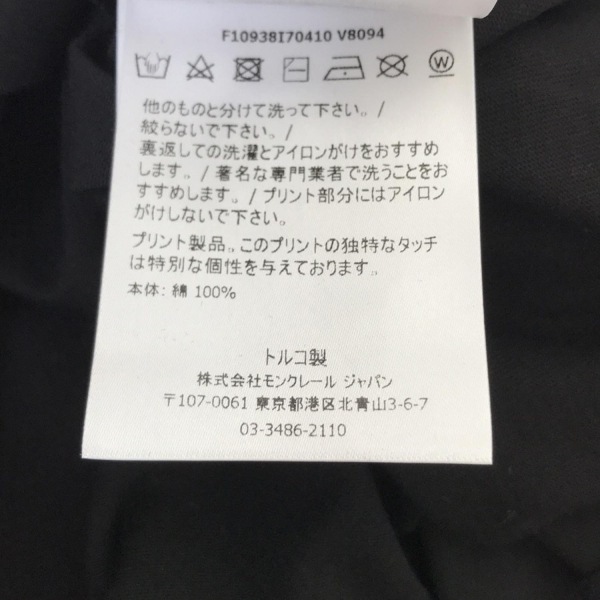 F10938I70410 V8094
W
他のものと分けて洗って下さい。/
絞らないで下さい。/
裏返しての洗濯とアイロンがけをおすすめ
します。/ 著名な専門業者で洗うことをお
すすめします。/ プリント部分にはアイロン
がけしないで下さい。
プリント製品。このプリントの独特なタッチ
は特別な個性を与えております。
本体: 綿 100%
トルコ製
株式会社モンクレール ジャパン
〒107-0061 東京都港区北青山3-6-7
03-3486-2110